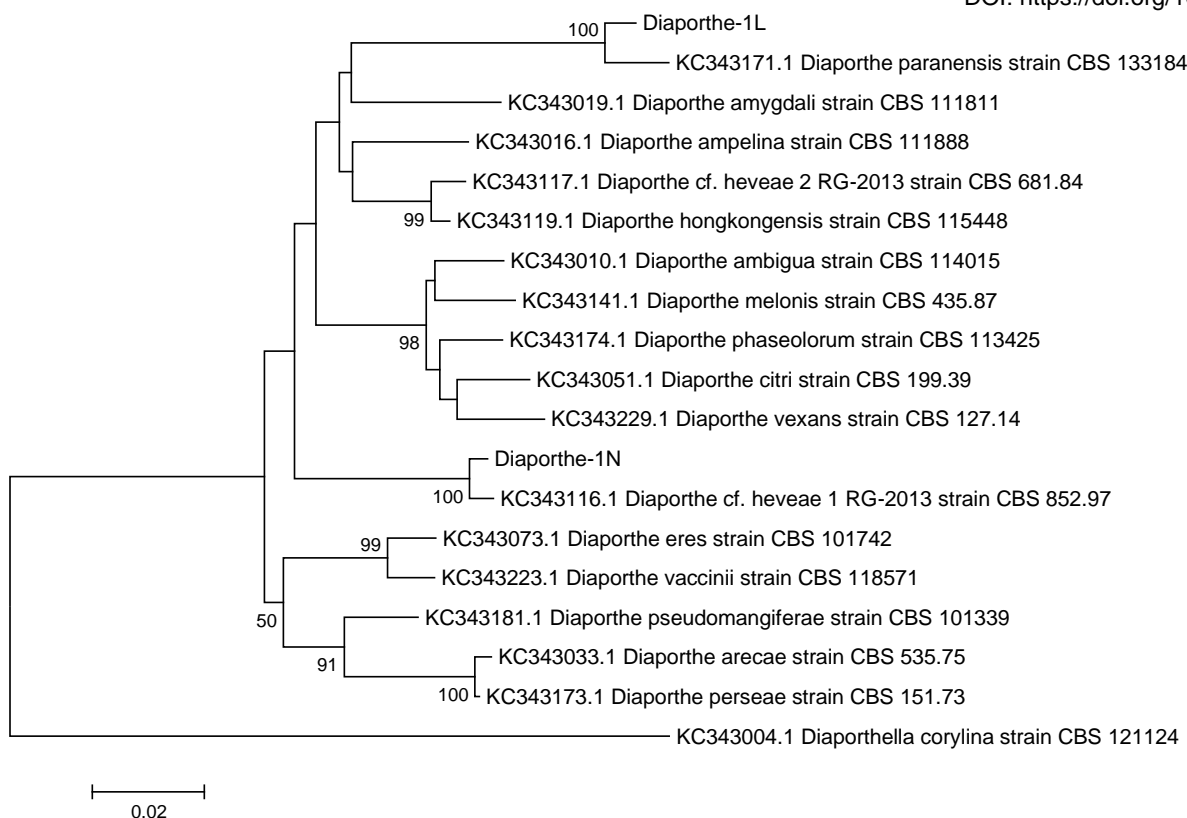 DOI: https://doi.org/10
Diaporthe-1L
100
KC343171.1 Diaporthe paranensis strain CBS 133184
KC343019.1 Diaporthe amygdali strain CBS 111811
KC343016.1 Diaporthe ampelina strain CBS 111888
KC343117.1 Diaporthe cf. heveae 2 RG-2013 strain CBS 681.84
99
KC343119.1 Diaporthe hongkongensis strain CBS 115448
KC343010.1 Diaporthe ambigua strain CBS 114015
KC343141.1 Diaporthe melonis strain CBS 435.87
98
KC343174.1 Diaporthe phaseolorum strain CBS 113425
KC343051.1 Diaporthe citri strain CBS 199.39
KC343229.1 Diaporthe vexans strain CBS 127.14
Diaporthe-1N
100
KC343116.1 Diaporthe cf. heveae 1 RG-2013 strain CBS 852.97
KC343073.1 Diaporthe eres strain CBS 101742
99
KC343223.1 Diaporthe vaccinii strain CBS 118571
50
KC343181.1 Diaporthe pseudomangiferae strain CBS 101339
91
KC343033.1 Diaporthe arecae strain CBS 535.75
100
KC343173.1 Diaporthe perseae strain CBS 151.73
KC343004.1 Diaporthella corylina strain CBS 121124
0.02